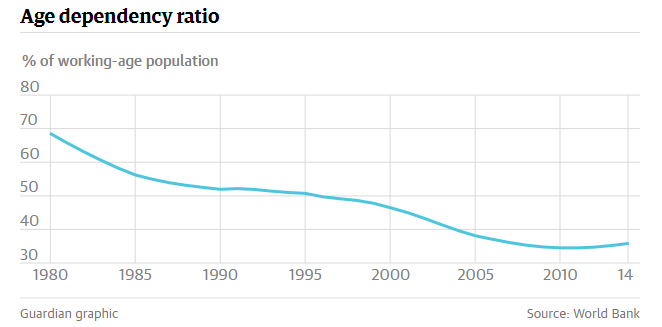 Age dependency ratio
% of working-age population
80
70
60
50
40
30
1980 1985 1990 1995 2000 2005 2010 14
Guardian graphic Source: World Bank